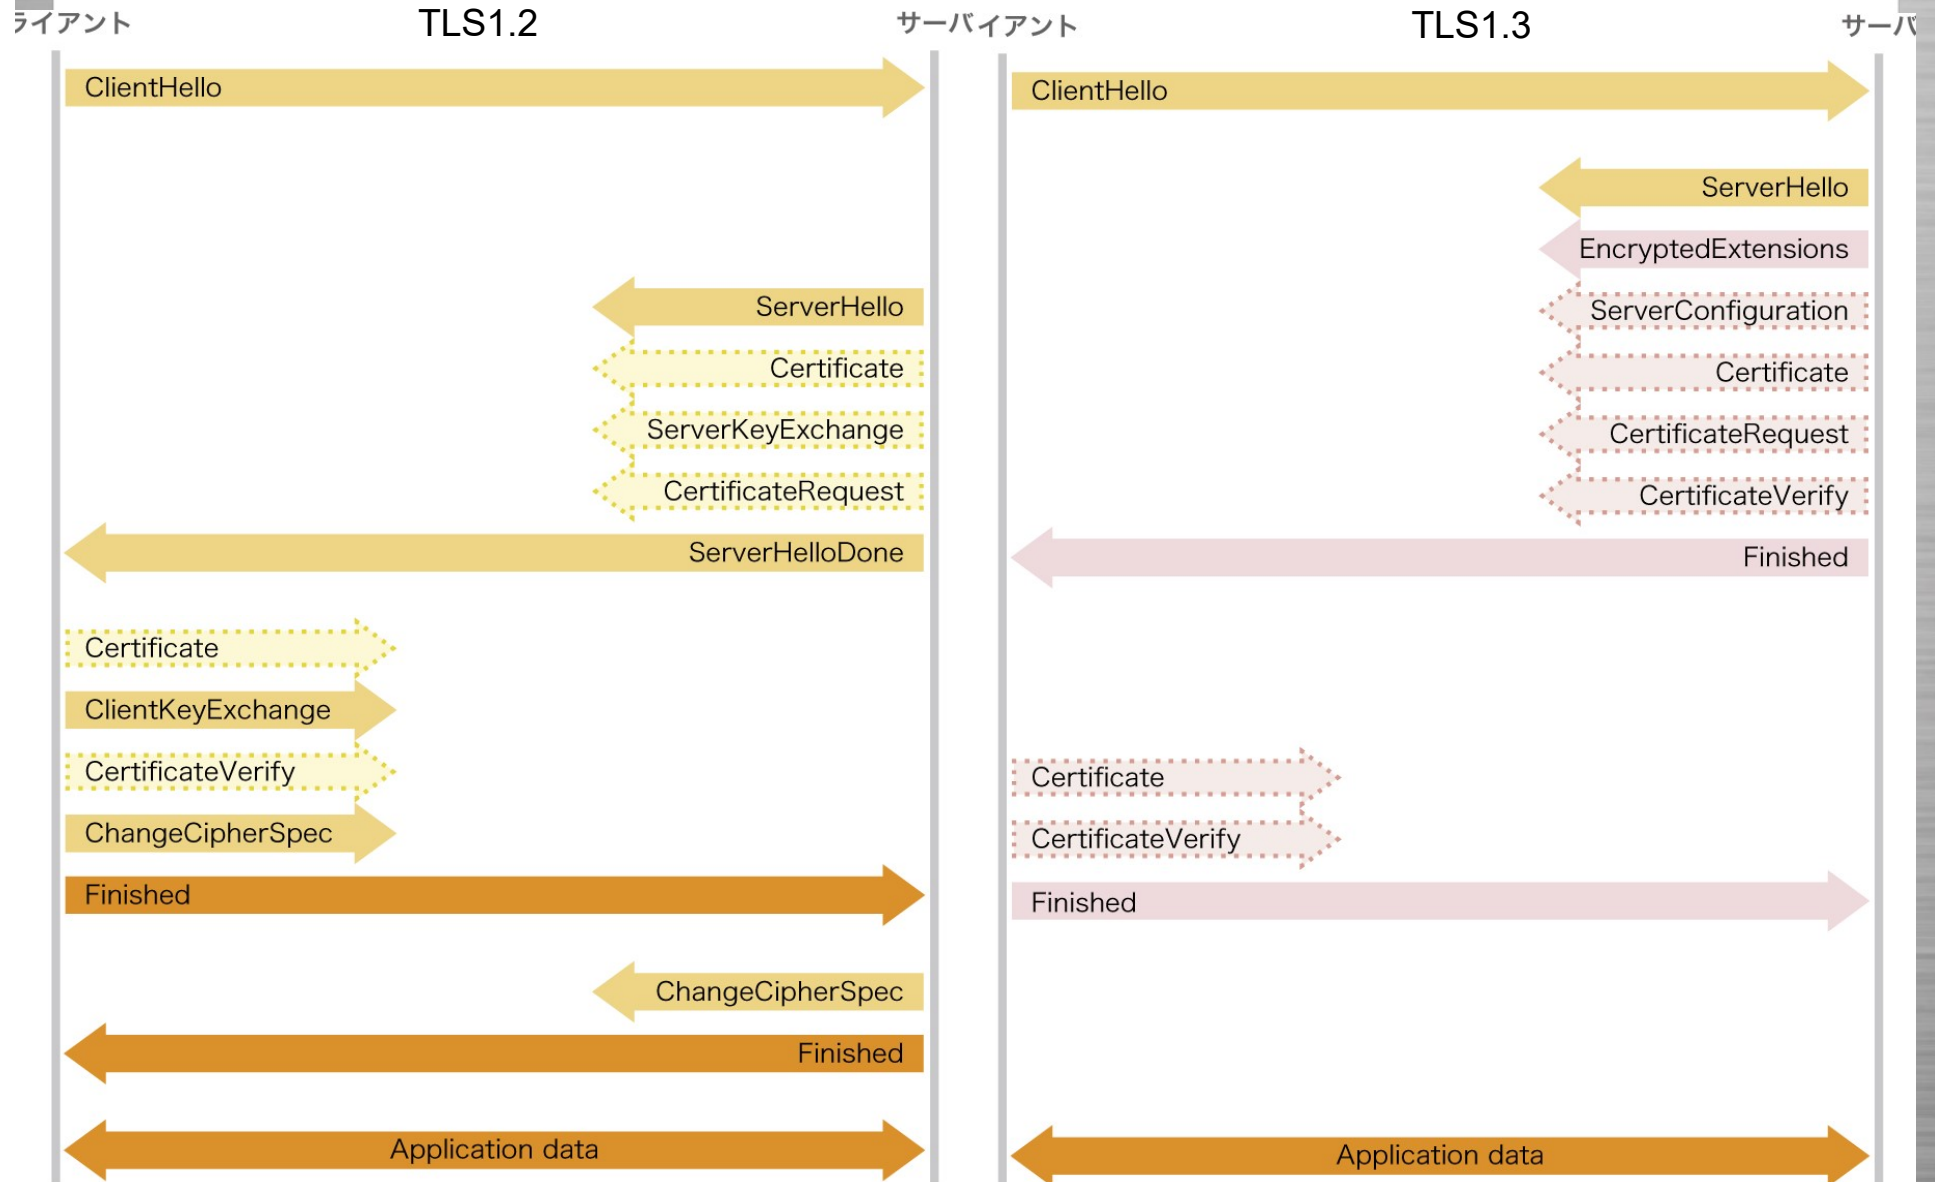 ライアント
TLS1.2
サーバ
ClientHello
ServerHello
Certificate
ServerKeyExchange
CertificateRequest
ServerHelloDone
Certificate
ClientKeyExchange
CertificateVerify
ChangeCipherSpec
Finished
ChangeCipherSpec
Finished
Application data
イアント
TLS1.3
サーバ
ClientHello
ServerHello
EncryptedExtensions
ServerConfiguration
Certificate
CertificateRequest
CertificateVerify
Finished
Certificate
CertificateVerify
Finished
Application data